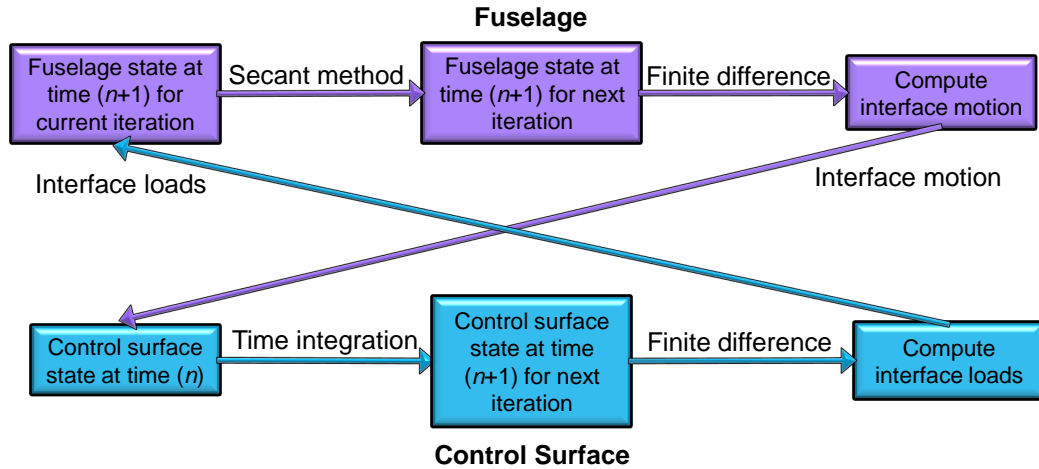 Fuselage
Fuselage state at
time (n+1) for
current iteration
Secant method
Fuselage state at
time (n+1) for next
iteration
Finite difference
Compute
interface motion
Interface loads
Interface motion
Control surface
state at time (n)
Time integration
Control surface
state at time
(n+1) for next
iteration
Finite difference
Compute
interface loads
Control Surface